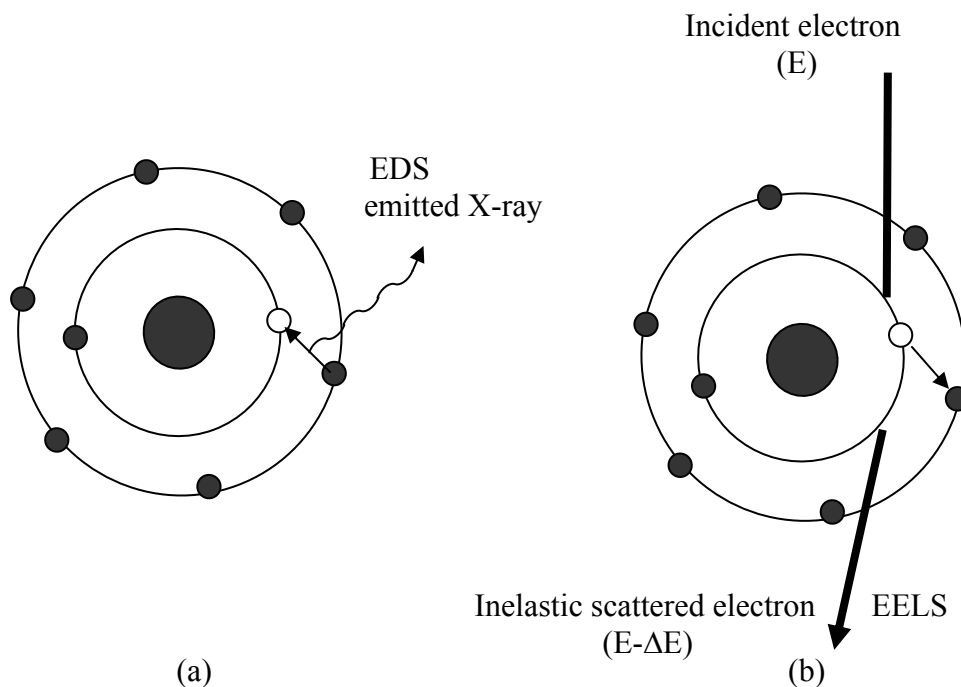 Incident electron
(E)
EDS
emitted X-ray
Inelastic scattered electron
(E-ΔE)
EELS
(a)
(b)